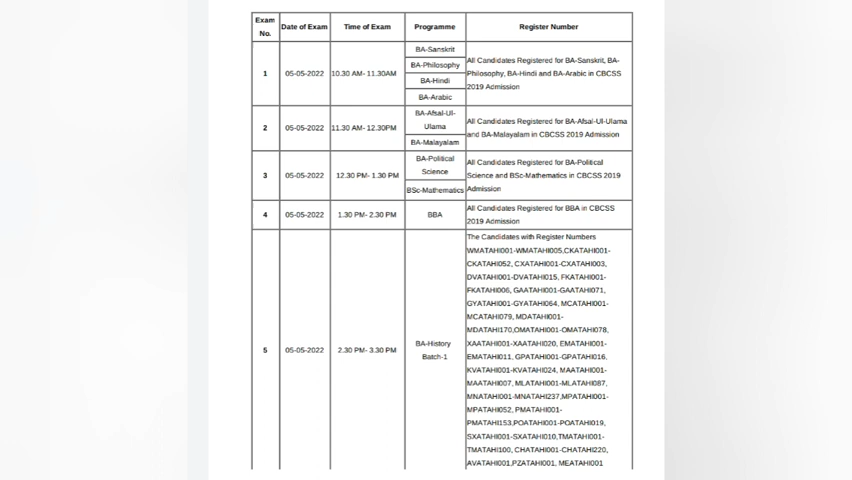 Exam No.
Date of Exam
Time of Exam
Programme
Register Number
1
05-05-2022
10.30 AM- 11.30AM
BA-Sanskrit
BA-Philosophy
BA-Hindi
BA-Arabic
All Candidates Registered for BA-Sanskrit, BA-
Philosophy, BA-Hindi and BA-Arabic in CBCSS
2019 Admission
2
05-05-2022
11.30 AM- 12.30PM
BA-Afsal-Ul-
Ulama
BA-Malayalam
All Candidates Registered for BA-Afsal-Ul-Ulama
and BA-Malayalam in CBCSS 2019 Admission
3
05-05-2022
12.30 PM- 1.30 PM
BA-Political
Science
BSc-Mathematics
All Candidates Registered for BA-Political
Science and BSc-Mathematics in CBCSS 2019
Admission
4
05-05-2022
1.30 PM- 2.30 PM
BBA
All Candidates Registered for BBA in CBCSS
2019 Admission
5
05-05-2022
2.30 PM- 3.30 PM
BA-History
Batch-1
The Candidates with Register Numbers
WMATAHI001-WMATAHI005,CKATAHI001-
CKATAHI052, CXATAHI001-CXATAHI003,
DVATAHI001-DVATAHI015, FKATAHI001-
FKATAHI006, GAATAHI001-GAATAHI071,
GYATAHI001-GYATAHI064, MCATAHI001-
MCATAHI079, MDATAHI001-
MDATAHI170,OMATAHI001-OMATAHI078,
XAATAHI001-XAATAHI020, EMATAHI001-
EMATAHI011, GPATAHI001-GPATAHI016,
KVATAHI001-KVATAHI024, MAATAHI001-
MAATAHI007, MLATAHI001-MLATAHI087,
MNATAHI001-MNATAHI237,MPATAHI001-
MPATAHI052, PMATAHI001-
PMATAHI153,POATAHI001-POATAHI019,
SXATAHI001-SXATAHI010,TMATAHI001-
TMATAHI100, CHATAHI001-CHATAHI220,
AVATAHI001,PZATAHI001, MEATAHI001